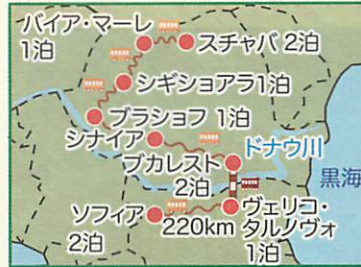 バイア・マーレ
1泊
スチャバ 2泊
シギショアラ1泊
ブラショフ 1泊
シナイア
ドナウ川
ブカレスト
2泊
黒海
ソフィア
2泊
220km
ヴェリコ・
タルノヴォ
1泊